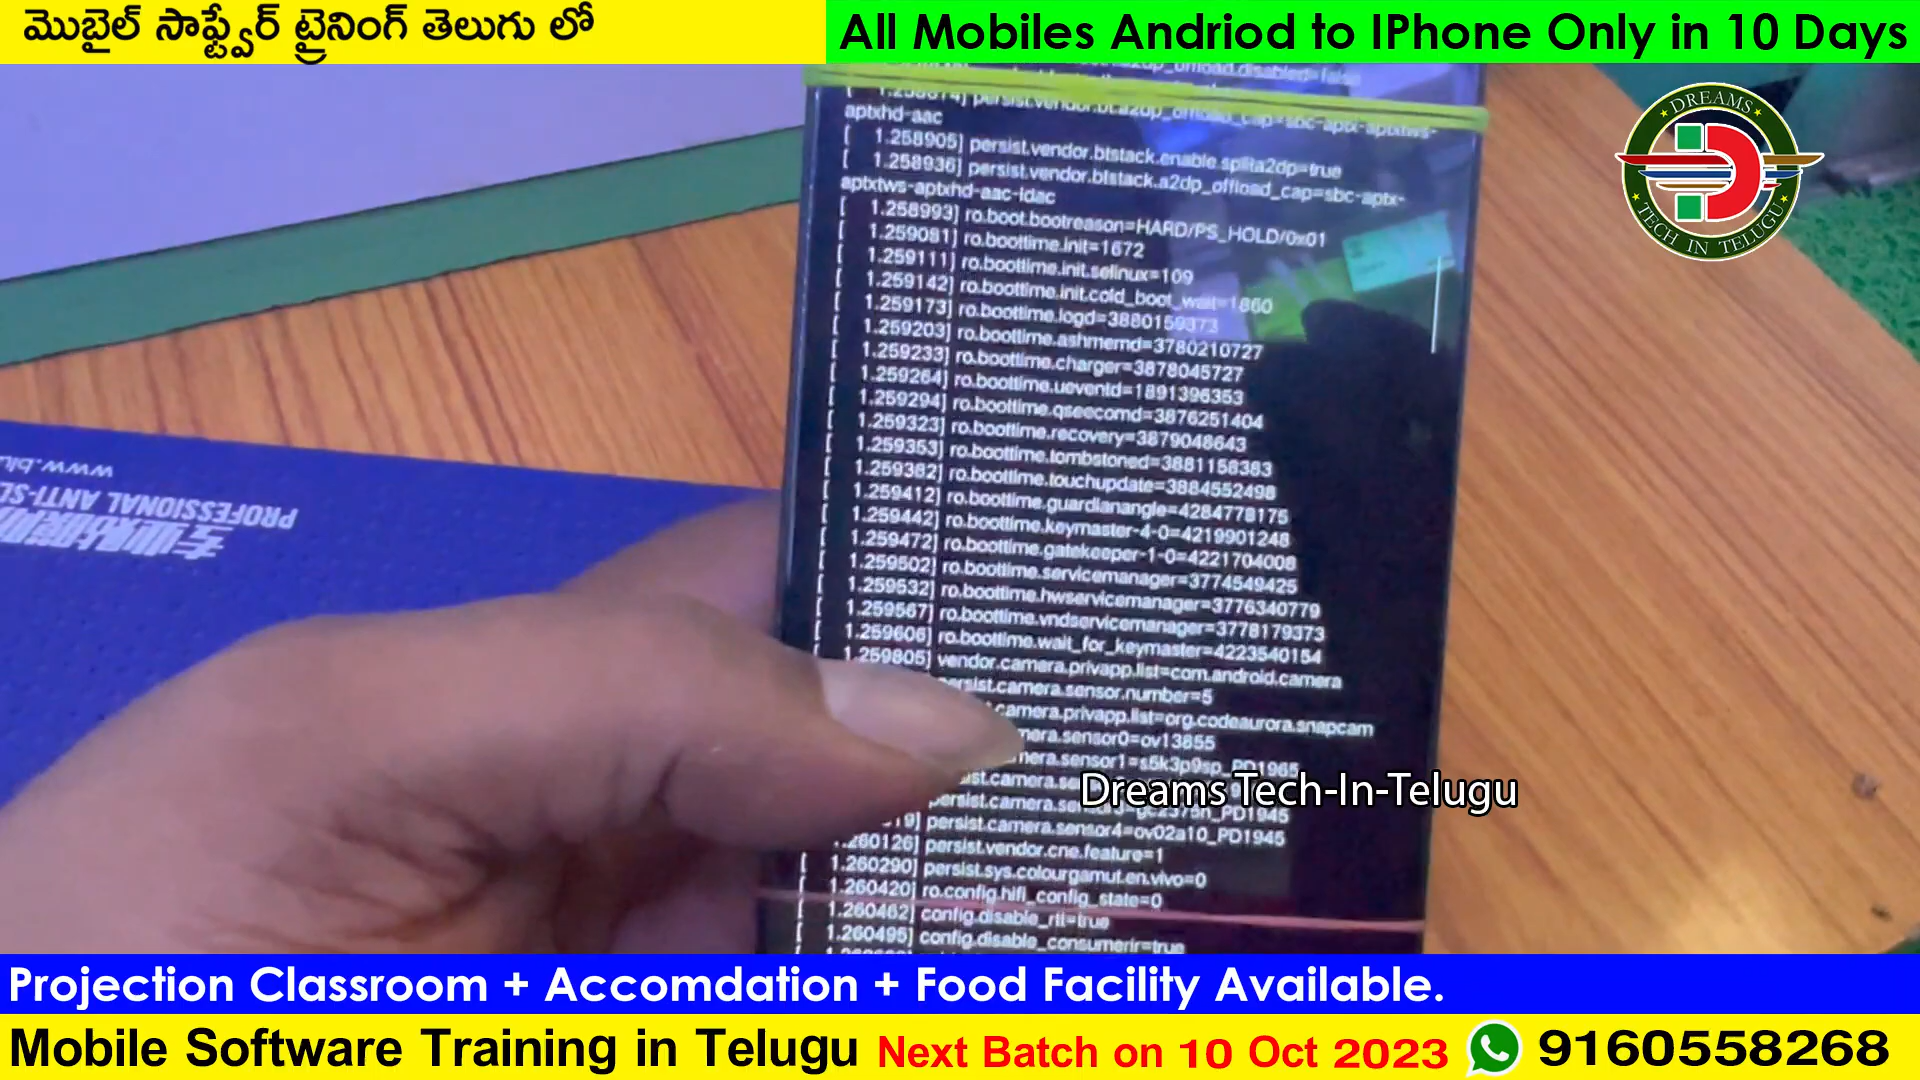 మొబైల్ సాఫ్ట్వేర్ ట్రైనింగ్ తెలుగు లో
All Mobiles Andriod to IPhone Only in 10 Days
DREAMS
TECH IN TELUGU
aptxhd-aac
[ 1.258905] persist.vendor.btstack.enable.splita2dp=true
[ 1.258936] persist.vendor.btstack.a2dp_offload_cap=sbc-aptx-
aptxtws-aptxhd-aac-ldac
[ 1.258993] ro.boot.bootreason=HARD/PS_HOLD/0x01
[ 1.259081] ro.boottime.init=1672
[ 1.259111] ro.boottime.init.selinux=109
[ 1.259142] ro.boottime.init.cold_boot_wait=1860
[ 1.259173] ro.boottime.logd=3880159373
[ 1.259203] ro.boottime.ashmemd=3780210727
[ 1.259233] ro.boottime.charger=3878045727
[ 1.259264] ro.boottime.ueventd=1891396353
[ 1.259294] ro.boottime.qseecomd=3876251404
[ 1.259323] ro.boottime.recovery=3879048643
[ 1.259353] ro.boottime.tombstoned=3881158383
[ 1.259382] ro.boottime.touchupdate=3884552498
[ 1.259412] ro.boottime.guardianangle=4284778175
[ 1.259442] ro.boottime.keymaster-4-0=4219901248
[ 1.259472] ro.boottime.gatekeeper-1-0=4221704008
[ 1.259502] ro.boottime.servicemanager=3774549425
[ 1.259532] ro.boottime.hwservicemanager=3776340779
[ 1.259567] ro.boottime.vndservicemanager=3778179373
[ 1.259606] ro.boottime.wait_for_keymaster=4223540154
1.259805] vendor.camera.privapp.list=com.android.camera
persist.camera.sensor.number=5
camera.privapp.list=org.codeaurora.snapcam
mera.sensor0=ov13855
mera.sensor1=s5k3p9sp_PD1965
persist.camera.sensor4=ov02a10_PD1945
.260126] persist.vendor.cne.feature=1
[ 1.260290] persist.sys.colourgamut.en.vivo=0
[ 1.260420] ro.config.hifi_config_state=0
[ 1.260462] config.disable_rtt=true
[ 1.260495] config.disable_consumerir=true
PROFESSIONAL ANTI-SL
Dreams Tech-In-Telugu
Projection Classroom + Accomdation + Food Facility Available.
Mobile Software Training in Telugu Next Batch on 10 Oct 2023 9160558268